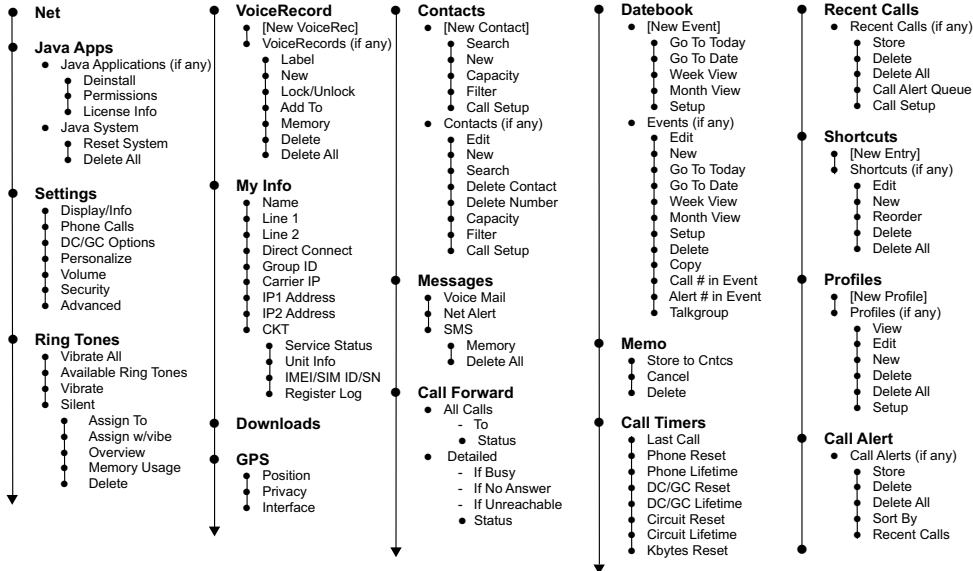 Net
Java Apps
Java Applications (if any)
Deinstall
Permissions
License Info
Java System
Reset System
Delete All
Settings
Display/Info
Phone Calls
DC/GC Options
Personalize
Volume
Security
Advanced
Ring Tones
Vibrate All
Available Ring Tones
Vibrate
Silent
Assign To
Assign w/vibe
Overview
Memory Usage
Delete
VoiceRecord
[New VoiceRec]
VoiceRecords (if any)
Label
New
Lock/Unlock
Add To
Memory
Delete
Delete All
My Info
Name
Line 1
Line 2
Direct Connect
Group ID
Carrier IP
IP1 Address
IP2 Address
CKT
Service Status
Unit Info
IMEI/SIM ID/SN
Register Log
Downloads
GPS
Position
Privacy
Interface
Contacts
[New Contact]
Search
New
Capacity
Filter
Call Setup
Contacts (if any)
Edit
New
Search
Delete Contact
Delete Number
Capacity
Filter
Call Setup
Messages
Voice Mail
Net Alert
SMS
Memory
Delete All
Call Forward
All Calls
- To
Status
Detailed
- If Busy
- If No Answer
- If Unreachable
Status
Datebook
[New Event]
Go To Today
Go To Date
Week View
Month View
Setup
Events (if any)
Edit
New
Go To Today
Go To Date
Week View
Month View
Setup
Delete
Copy
Call # in Event
Alert # in Event
Talkgroup
Memo
Store to Cntcs
Cancel
Delete
Call Timers
Last Call
Phone Reset
Phone Lifetime
DC/GC Reset
DC/GC Lifetime
Circuit Reset
Circuit Lifetime
Kbytes Reset
Recent Calls
Recent Calls (if any)
Store
Delete
Delete All
Call Alert Queue
Call Setup
Shortcuts
[New Entry]
Shortcuts (if any)
Edit
New
Reorder
Delete
Delete All
Profiles
[New Profile]
Profiles (if any)
View
Edit
New
Delete
Delete All
Setup
Call Alert
Call Alerts (if any)
Store
Delete
Delete All
Sort By
Recent Calls